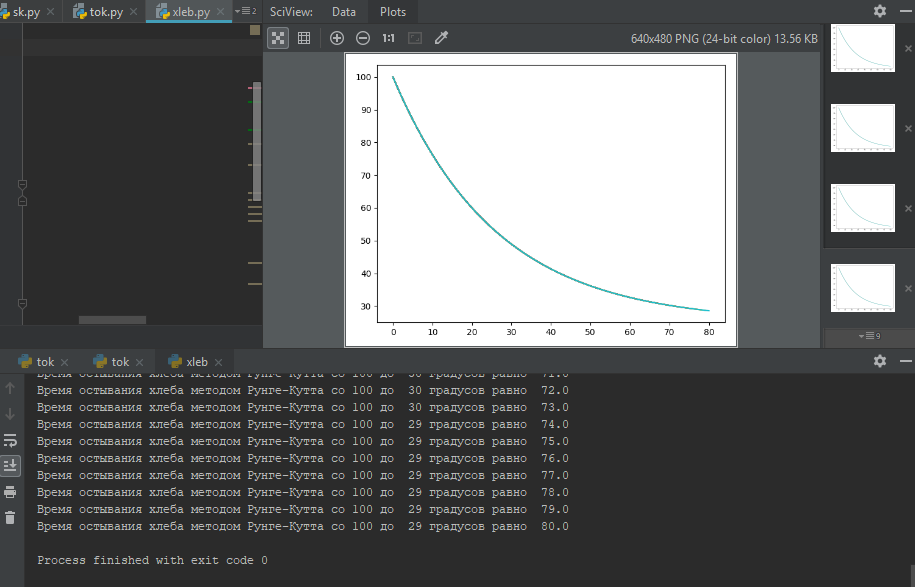 sk.py tok.py xleb.py 2 SciView: Data Plots
1:1 640x480 PNG (24-bit color) 13.56 KB
100
90
80
70
60
50
40
30
0 10 20 30 40 50 60 70 80
9
tok tok xleb
Время остывания хлеба методом Рунге-Кутта со 100 до 30 градусов равно 71.0
Время остывания хлеба методом Рунге-Кутта со 100 до 30 градусов равно 72.0
Время остывания хлеба методом Рунге-Кутта со 100 до 30 градусов равно 73.0
Время остывания хлеба методом Рунге-Кутта со 100 до 29 градусов равно 74.0
Время остывания хлеба методом Рунге-Кутта со 100 до 29 градусов равно 75.0
Время остывания хлеба методом Рунге-Кутта со 100 до 29 градусов равно 76.0
Время остывания хлеба методом Рунге-Кутта со 100 до 29 градусов равно 77.0
Время остывания хлеба методом Рунге-Кутта со 100 до 29 градусов равно 78.0
Время остывания хлеба методом Рунге-Кутта со 100 до 29 градусов равно 79.0
Время остывания хлеба методом Рунге-Кутта со 100 до 29 градусов равно 80.0
Process finished with exit code 0